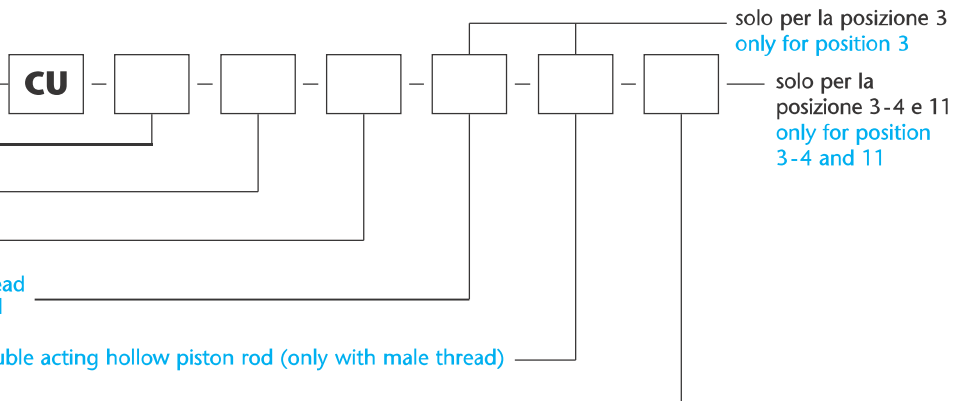 solo per la posizione 3
only for position 3
CU
solo per la
posizione 3-4 e 11
only for position
3-4 and 11
double acting hollow piston rod (only with male thread)